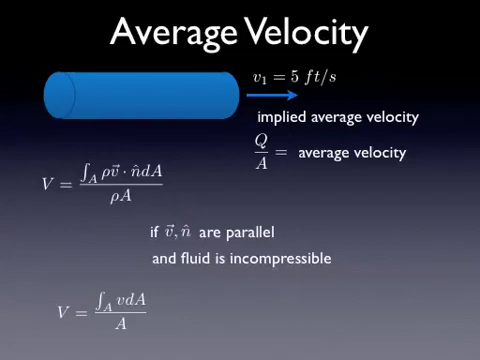 Average Velocity
v₁ = 5 ft/s
implied average velocity
Q/A = average velocity
V = ∫_A ρv⃗ · n̂dA / ρA
if v⃗, n̂ are parallel
and fluid is incompressible
V = ∫_A vdA / A